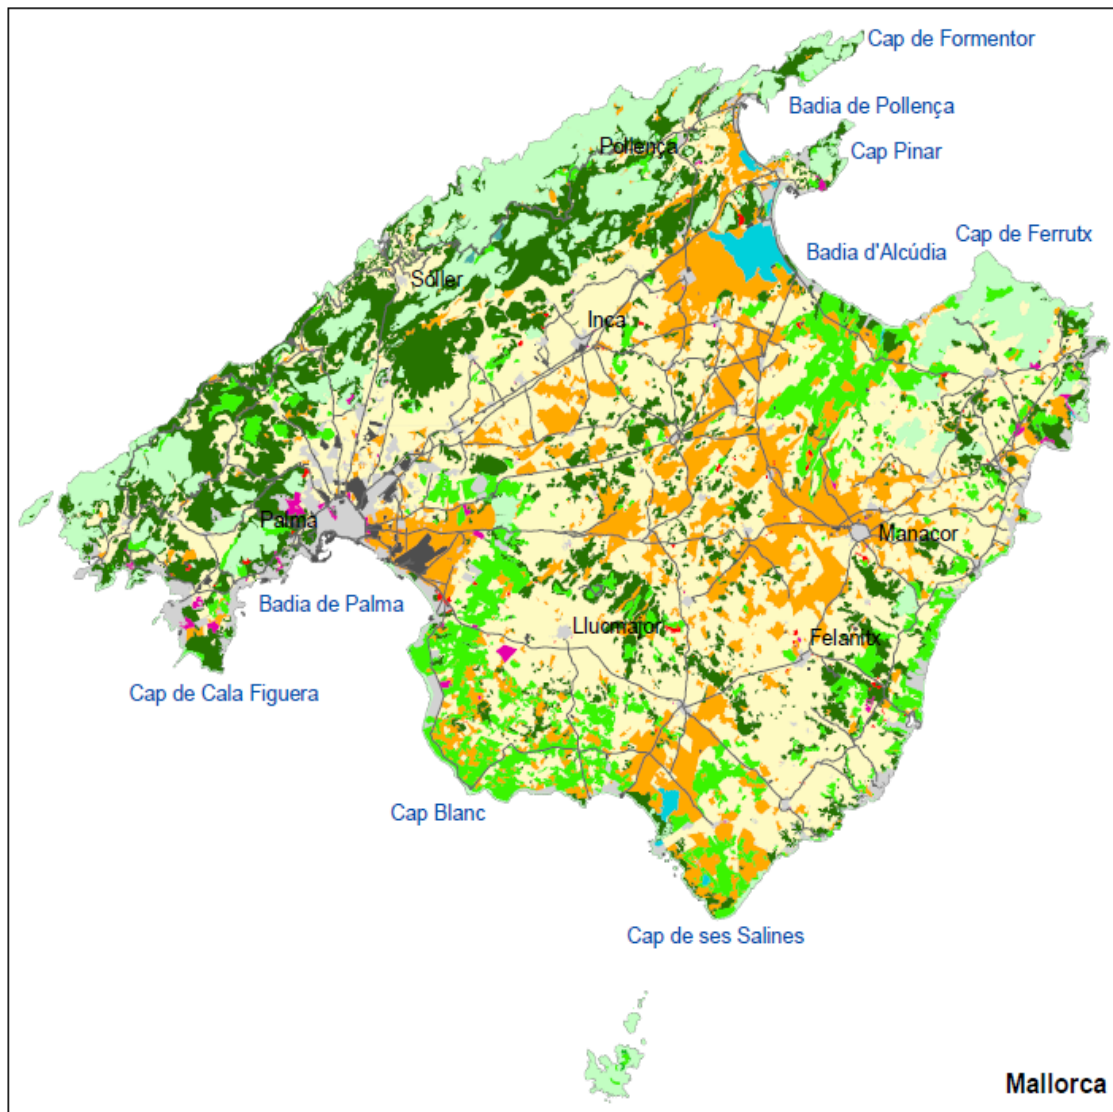 Cap de Formentor
Badia de Pollença
Pollença
Cap Pinar
Cap de Ferrutx
Badia d'Alcúdia
Sóller
Inca
Palma
Manacor
Badia de Palma
Llucmajor
Felanitx
Cap de Cala Figuera
Cap Blanc
Cap de ses Salines
Mallorca